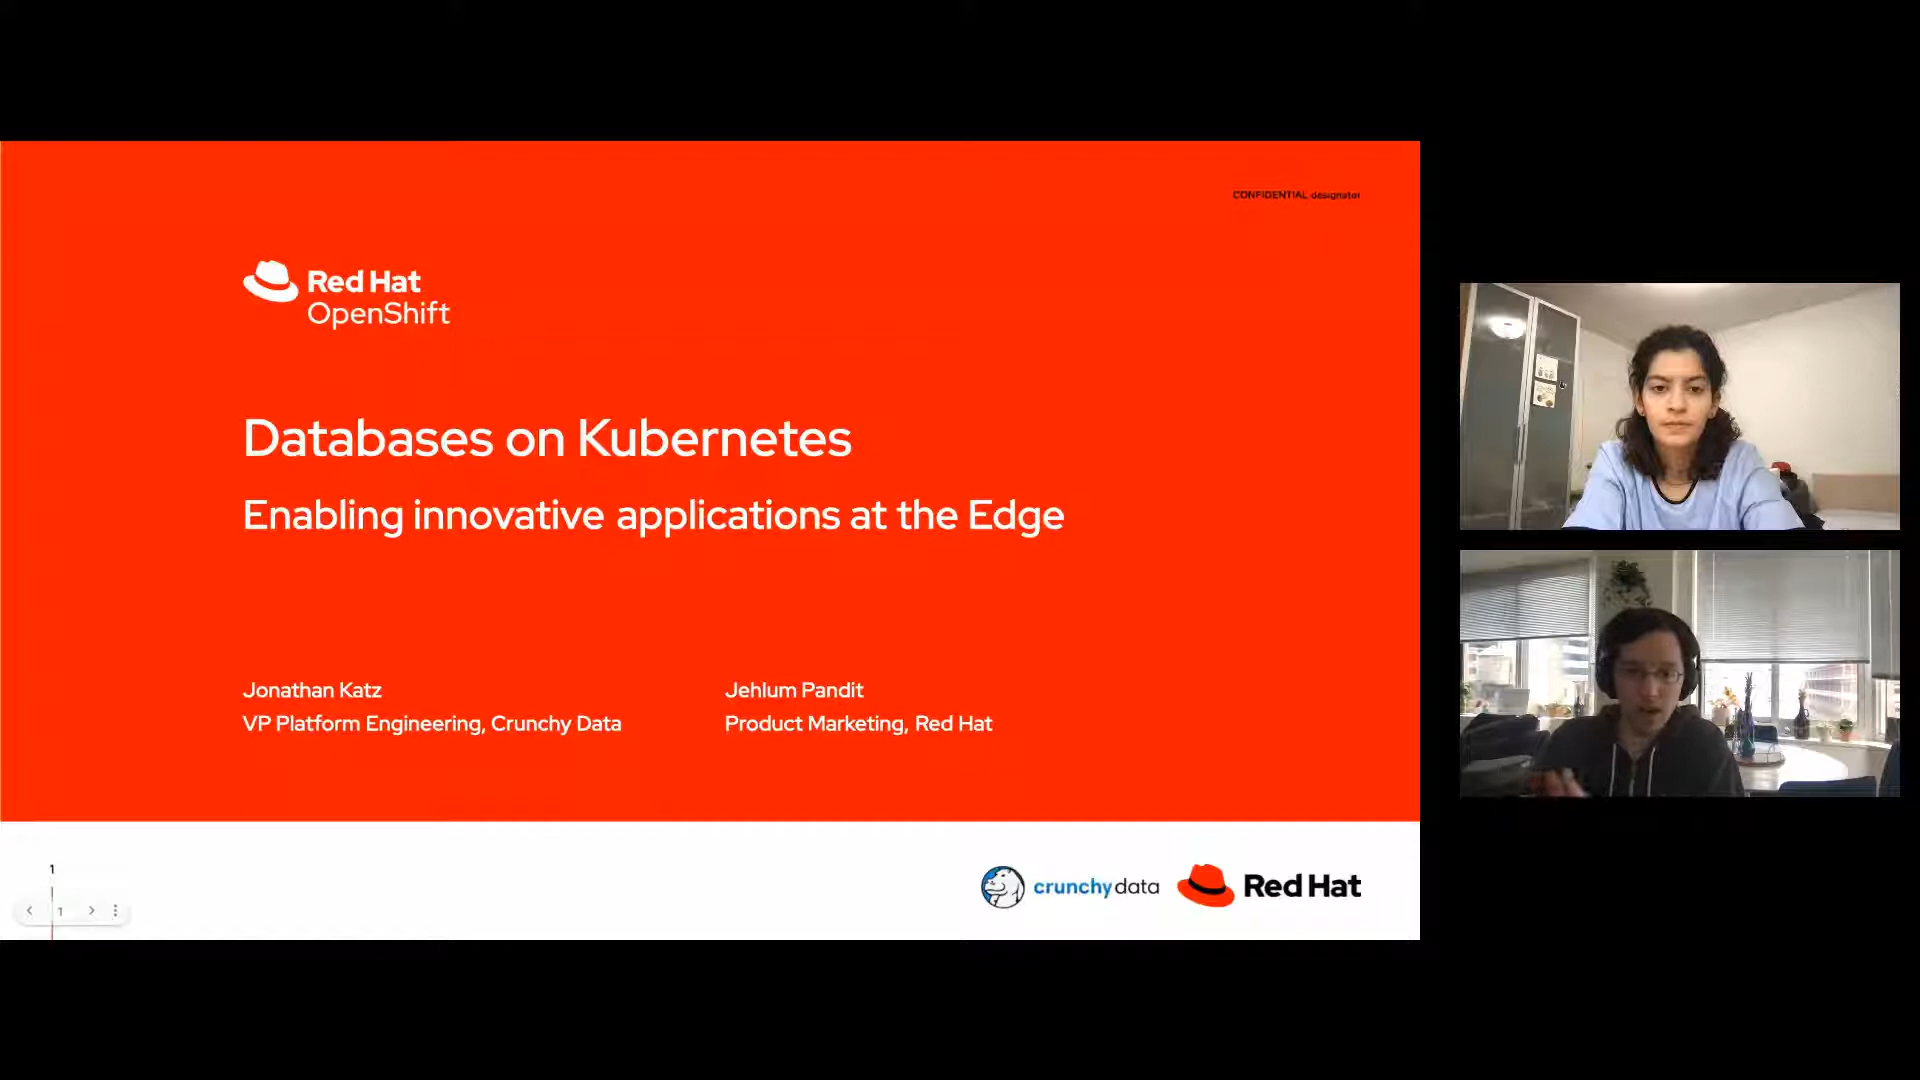 CONFIDENTIAL designator
Red Hat
OpenShift
Databases on Kubernetes
Enabling innovative applications at the Edge
Jonathan Katz
VP Platform Engineering, Crunchy Data
Jehlum Pandit
Product Marketing, Red Hat
1
1
crunchydata
Red Hat